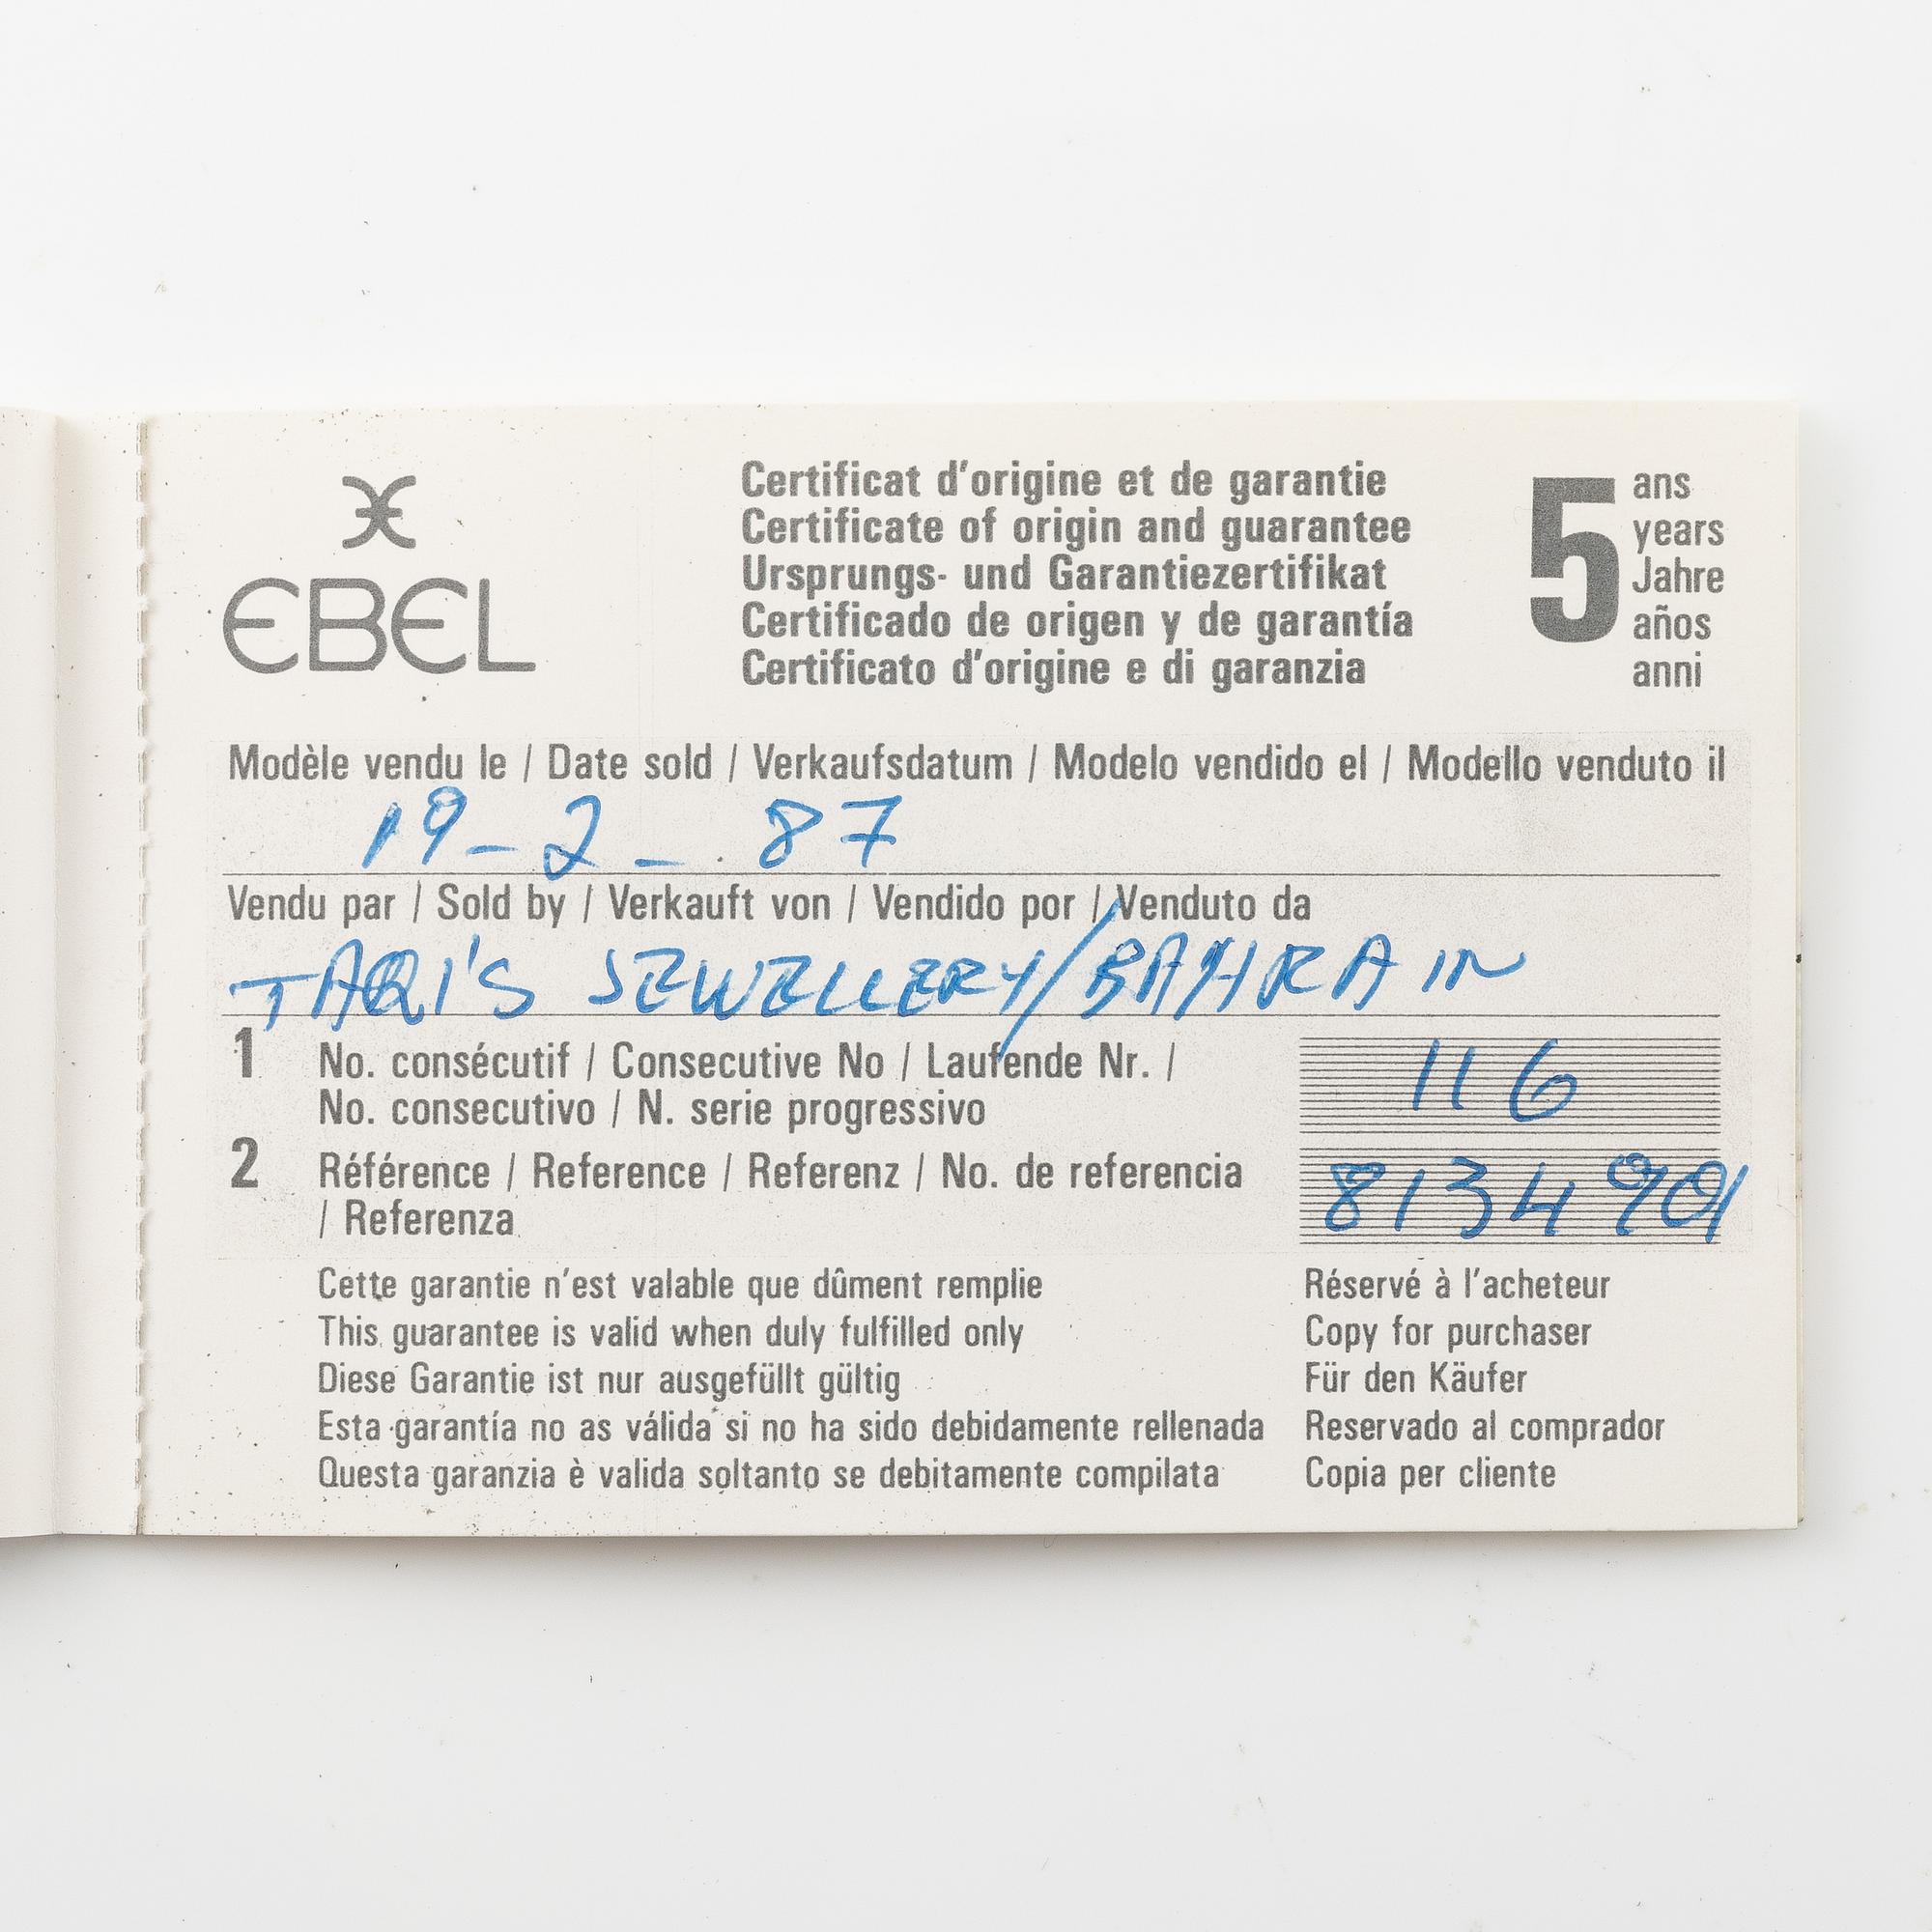 EBEL
Certificat d'origine et de garantie
Certificate of origin and guarantee
Ursprungs- und Garantiezertifikat
Certificado de origen y de garantía
Certificato d'origine e di garanzia
5
ans
years
Jahre
años
anni
Modèle vendu le / Date sold / Verkaufsdatum / Modelo vendido el / Modello venduto il
19-2-87
Vendu par / Sold by / Verkauft von / Vendido por / Venduto da
TAQI'S JEWELLERY/BAHRAIN
1 No. consécutif / Consecutive No / Laufende Nr. /
No. consecutivo / N. serie progressivo
116
2 Référence / Reference / Referenz / No. de referencia
/ Referenza
8134901
Cette garantie n'est valable que dûment remplie
This guarantee is valid when duly fulfilled only
Diese Garantie ist nur ausgefüllt gültig
Esta garantía no as válida si no ha sido debidamente rellenada
Questa garanzia è valida soltanto se debitamente compilata
Réservé à l'acheteur
Copy for purchaser
Für den Käufer
Reservado al comprador
Copia per cliente